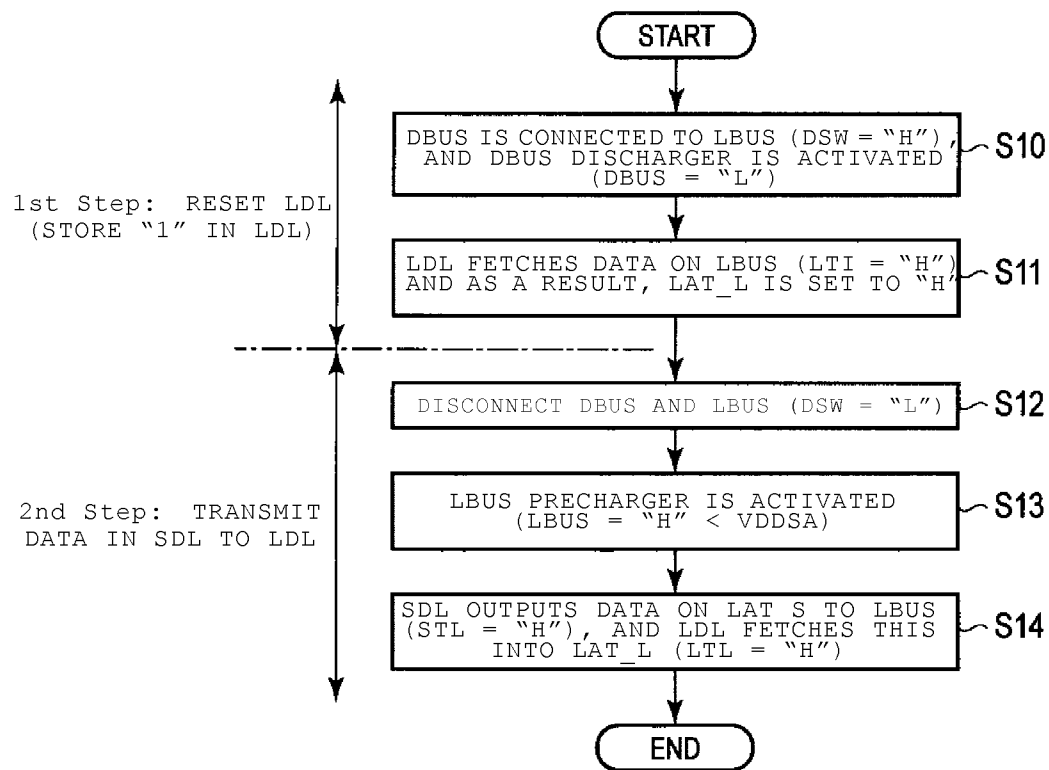 START
DBUS IS CONNECTED TO LBUS (DSW = “H”),
AND DBUS DISCHARGER IS ACTIVATED
(DBUS = “L”)
S10
1st Step: RESET LDL
(STORE “1” IN LDL)
LDL FETCHES DATA ON LBUS (LTI = “H”)
AND AS A RESULT, LAT_L IS SET TO “H”
S11
DISCONNECT DBUS AND LBUS (DSW = “L”)
S12
2nd Step: TRANSMIT
DATA IN SDL TO LDL
LBUS PRECHARGER IS ACTIVATED
(LBUS = “H” < VDDSA)
S13
SDL OUTPUTS DATA ON LAT S TO LBUS
(STL = “H”), AND LDL FETCHES THIS
INTO LAT_L (LTL = “H”)
S14
END